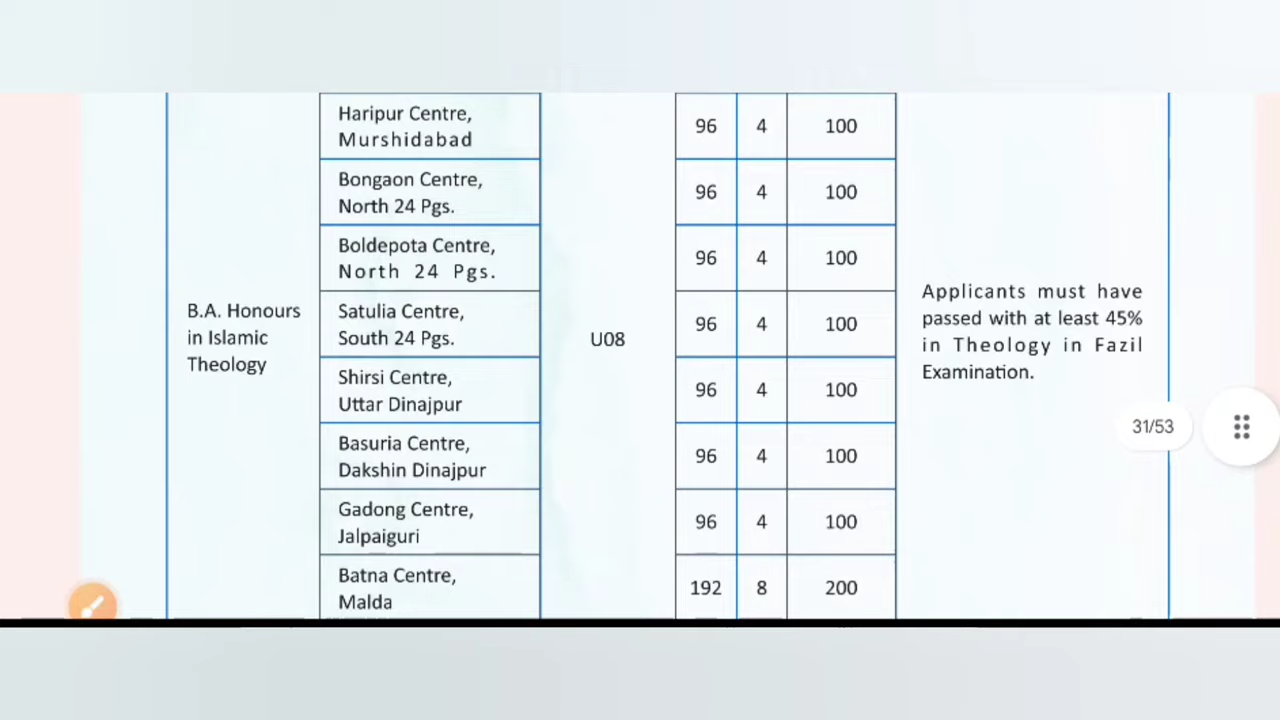 Haripur Centre,
Murshidabad
96 4 100
Bongaon Centre,
North 24 Pgs.
96 4 100
Boldepota Centre,
North 24 Pgs.
96 4 100
Satulia Centre,
South 24 Pgs.
96 4 100
Shirsi Centre,
Uttar Dinajpur
96 4 100
Basuria Centre,
Dakshin Dinajpur
96 4 100
Gadong Centre,
Jalpaiguri
96 4 100
Batna Centre,
Malda
192 8 200
B.A. Honours
in Islamic
Theology
U08
Applicants must have
passed with at least 45%
in Theology in Fazil
Examination.
31/53